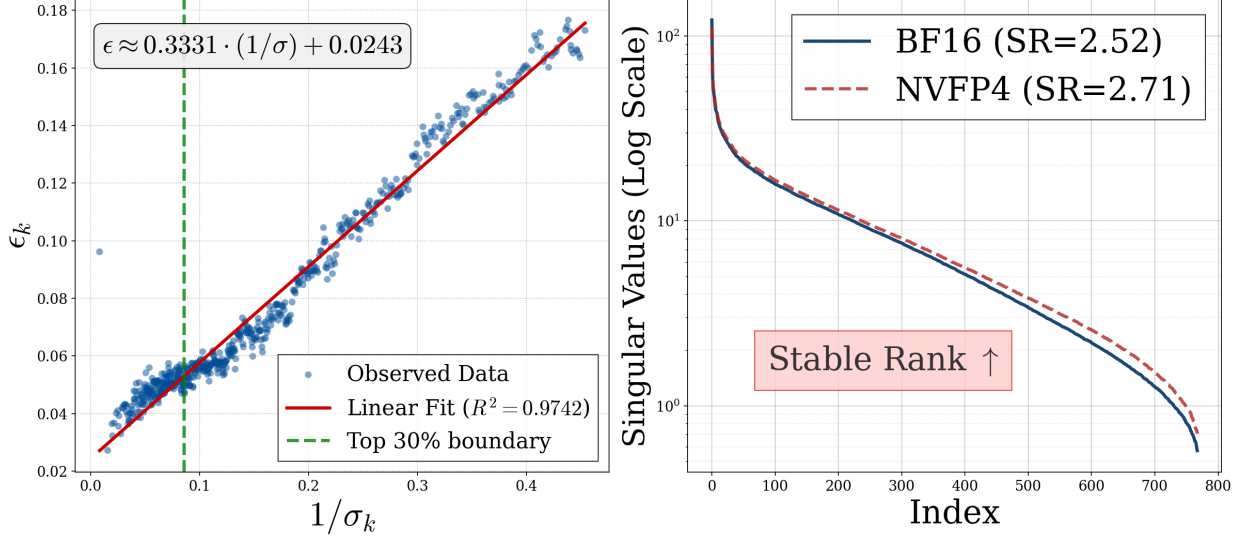 0.18
0.16
0.14
0.12
0.10
0.08
0.06
0.04
0.02
ϵₖ
ϵ ≈ 0.3331 · (1/σ) + 0.0243
Observed Data
Linear Fit (R² = 0.9742)
Top 30% boundary
0.0 0.1 0.2 0.3 0.4
1/σₖ
Singular Values (Log Scale)
10²
10¹
10⁰
BF16 (SR=2.52)
NVFP4 (SR=2.71)
Stable Rank ↑
0 100 200 300 400 500 600 700 800
Index